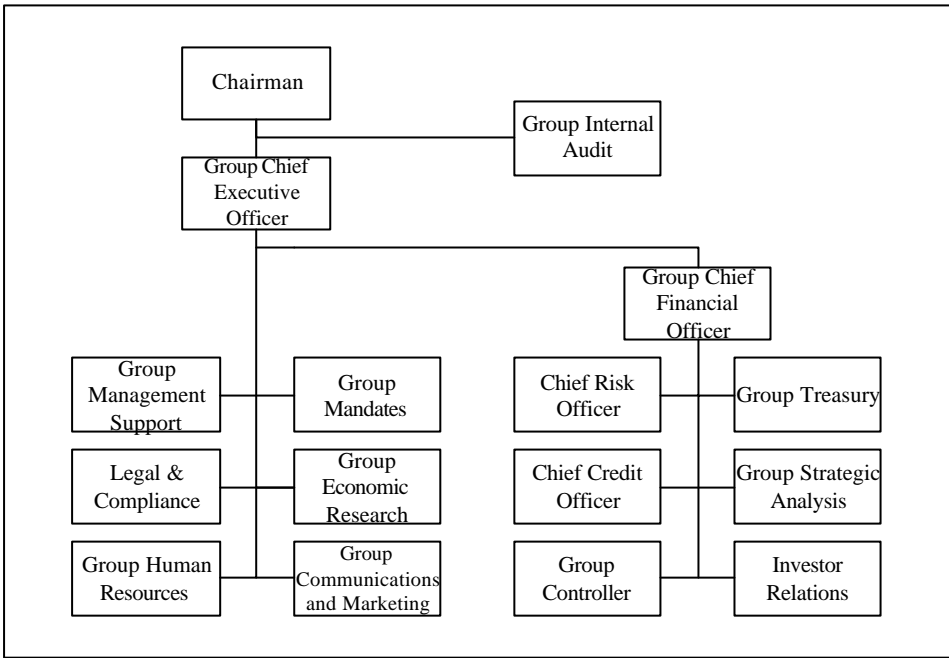 Chairman
Group Internal
Audit
Group Chief
Executive
Officer
Group Chief
Financial
Officer
Group
Management
Support
Group
Mandates
Chief Risk
Officer
Group Treasury
Legal &
Compliance
Group
Economic
Research
Chief Credit
Officer
Group Strategic
Analysis
Group Human
Resources
Group
Communications
and Marketing
Group
Controller
Investor
Relations